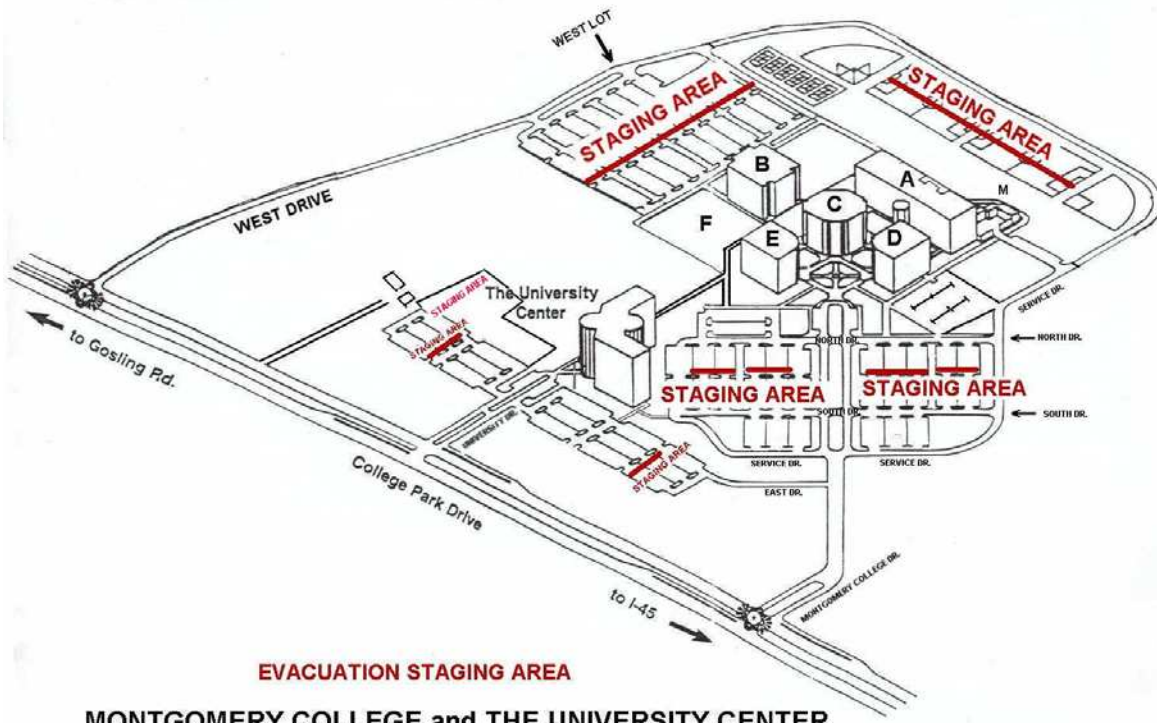 WEST LOT
STAGING AREA
STAGING AREA
B
A
C
M
F
E
D
WEST DRIVE
SERVICE DR.
STAGING AREA
The University
Center
STAGING AREA
to Gosling Rd.
NORTH DR.
NORTH DR.
STAGING AREA
STAGING AREA
SOUTH DR.
SOUTH DR.
UNIVERSITY DR.
STAGING AREA
SERVICE DR.
SERVICE DR.
EAST DR.
College Park Drive
MONTGOMERY COLLEGE DR.
to I-45
EVACUATION STAGING AREA
MONTGOMERY COLLEGE and THE UNIVERSITY CENTER